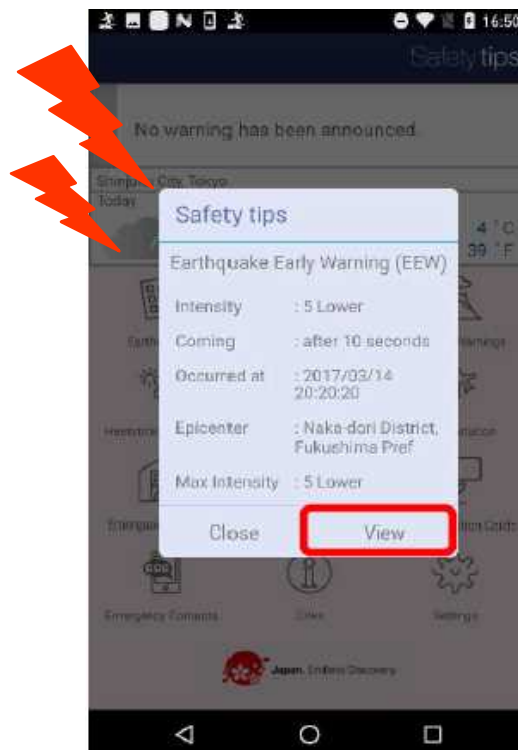 16:50
Safety tips
No warning has been announced.
Shinjuku City, Tokyo
Today
4 °C
39 °F
Safety tips
Earthquake Early Warning (EEW)
Intensity : 5 Lower
Coming : after 10 seconds
Occurred at : 2017/03/14
20:20:20
Epicenter : Naka-dori District,
Fukushima Pref
Max Intensity : 5 Lower
Close View
Emergency Contacts Links Settings
Japan. Endless Discovery.